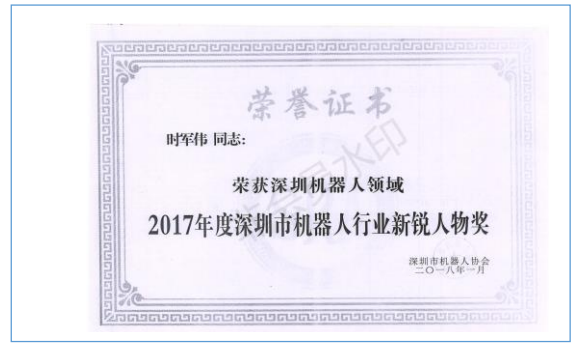 荣誉证书
时军伟 同志:
荣获深圳机器人领域
2017年度深圳市机器人行业新锐人物奖
深圳市机器人协会
二〇一八年一月